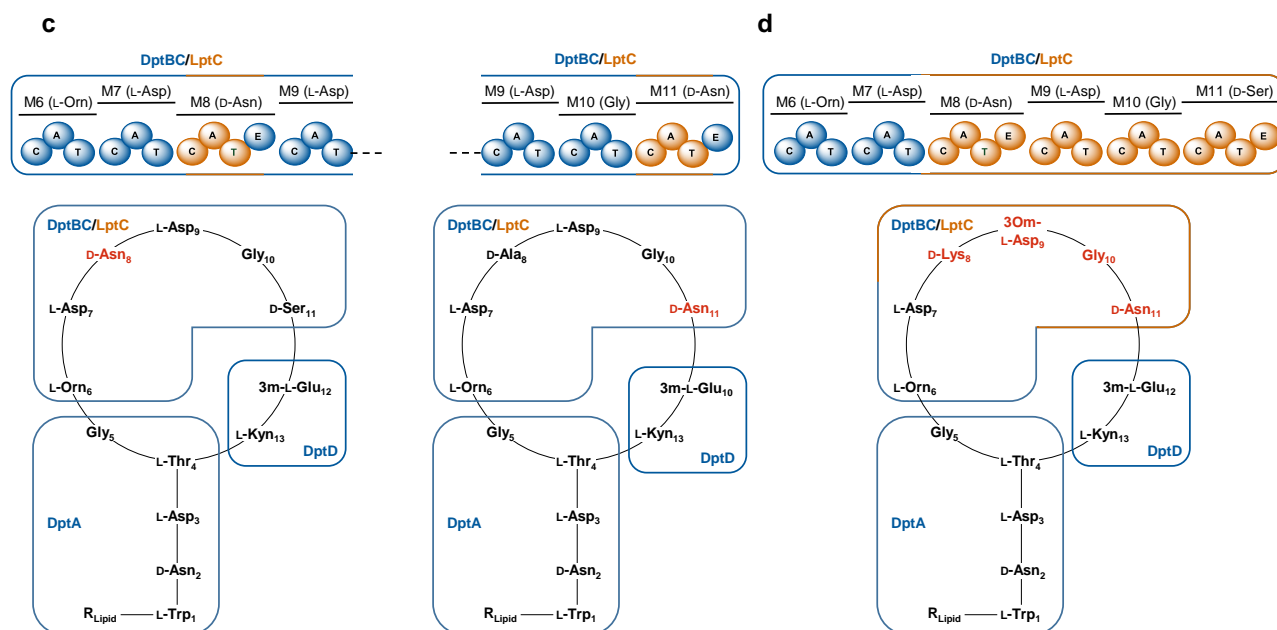 c
DptBC/LptC
M6 (L-Orn) M7 (L-Asp) M8 (D-Asn) M9 (L-Asp)
C A T C A T C A T E C A T
DptBC/LptC
L-Asp9
D-Asn8 Gly10
L-Asp7 D-Ser11
L-Orn6 3m-L-Glu12
Gly5 L-Kyn13
L-Thr4 DptD
DptA L-Asp3
D-Asn2
RLipid L-Trp1
DptBC/LptC
M9 (L-Asp) M10 (Gly) M11 (D-Asn)
C A T C A T C A T E
DptBC/LptC
L-Asp9
D-Ala8 Gly10
L-Asp7 D-Asn11
L-Orn6 3m-L-Glu10
Gly5 L-Kyn13
L-Thr4 DptD
DptA L-Asp3
D-Asn2
RLipid L-Trp1
d
DptBC/LptC
M6 (L-Orn) M7 (L-Asp) M8 (D-Asn) M9 (L-Asp) M10 (Gly) M11 (D-Ser)
C A T C A T C A T E C A T C A T C A T E
DptBC/LptC
3Om-
L-Asp9
D-Lys8 Gly10
L-Asp7 D-Asn11
L-Orn6 3m-L-Glu12
Gly5 L-Kyn13
L-Thr4 DptD
DptA L-Asp3
D-Asn2
RLipid L-Trp1